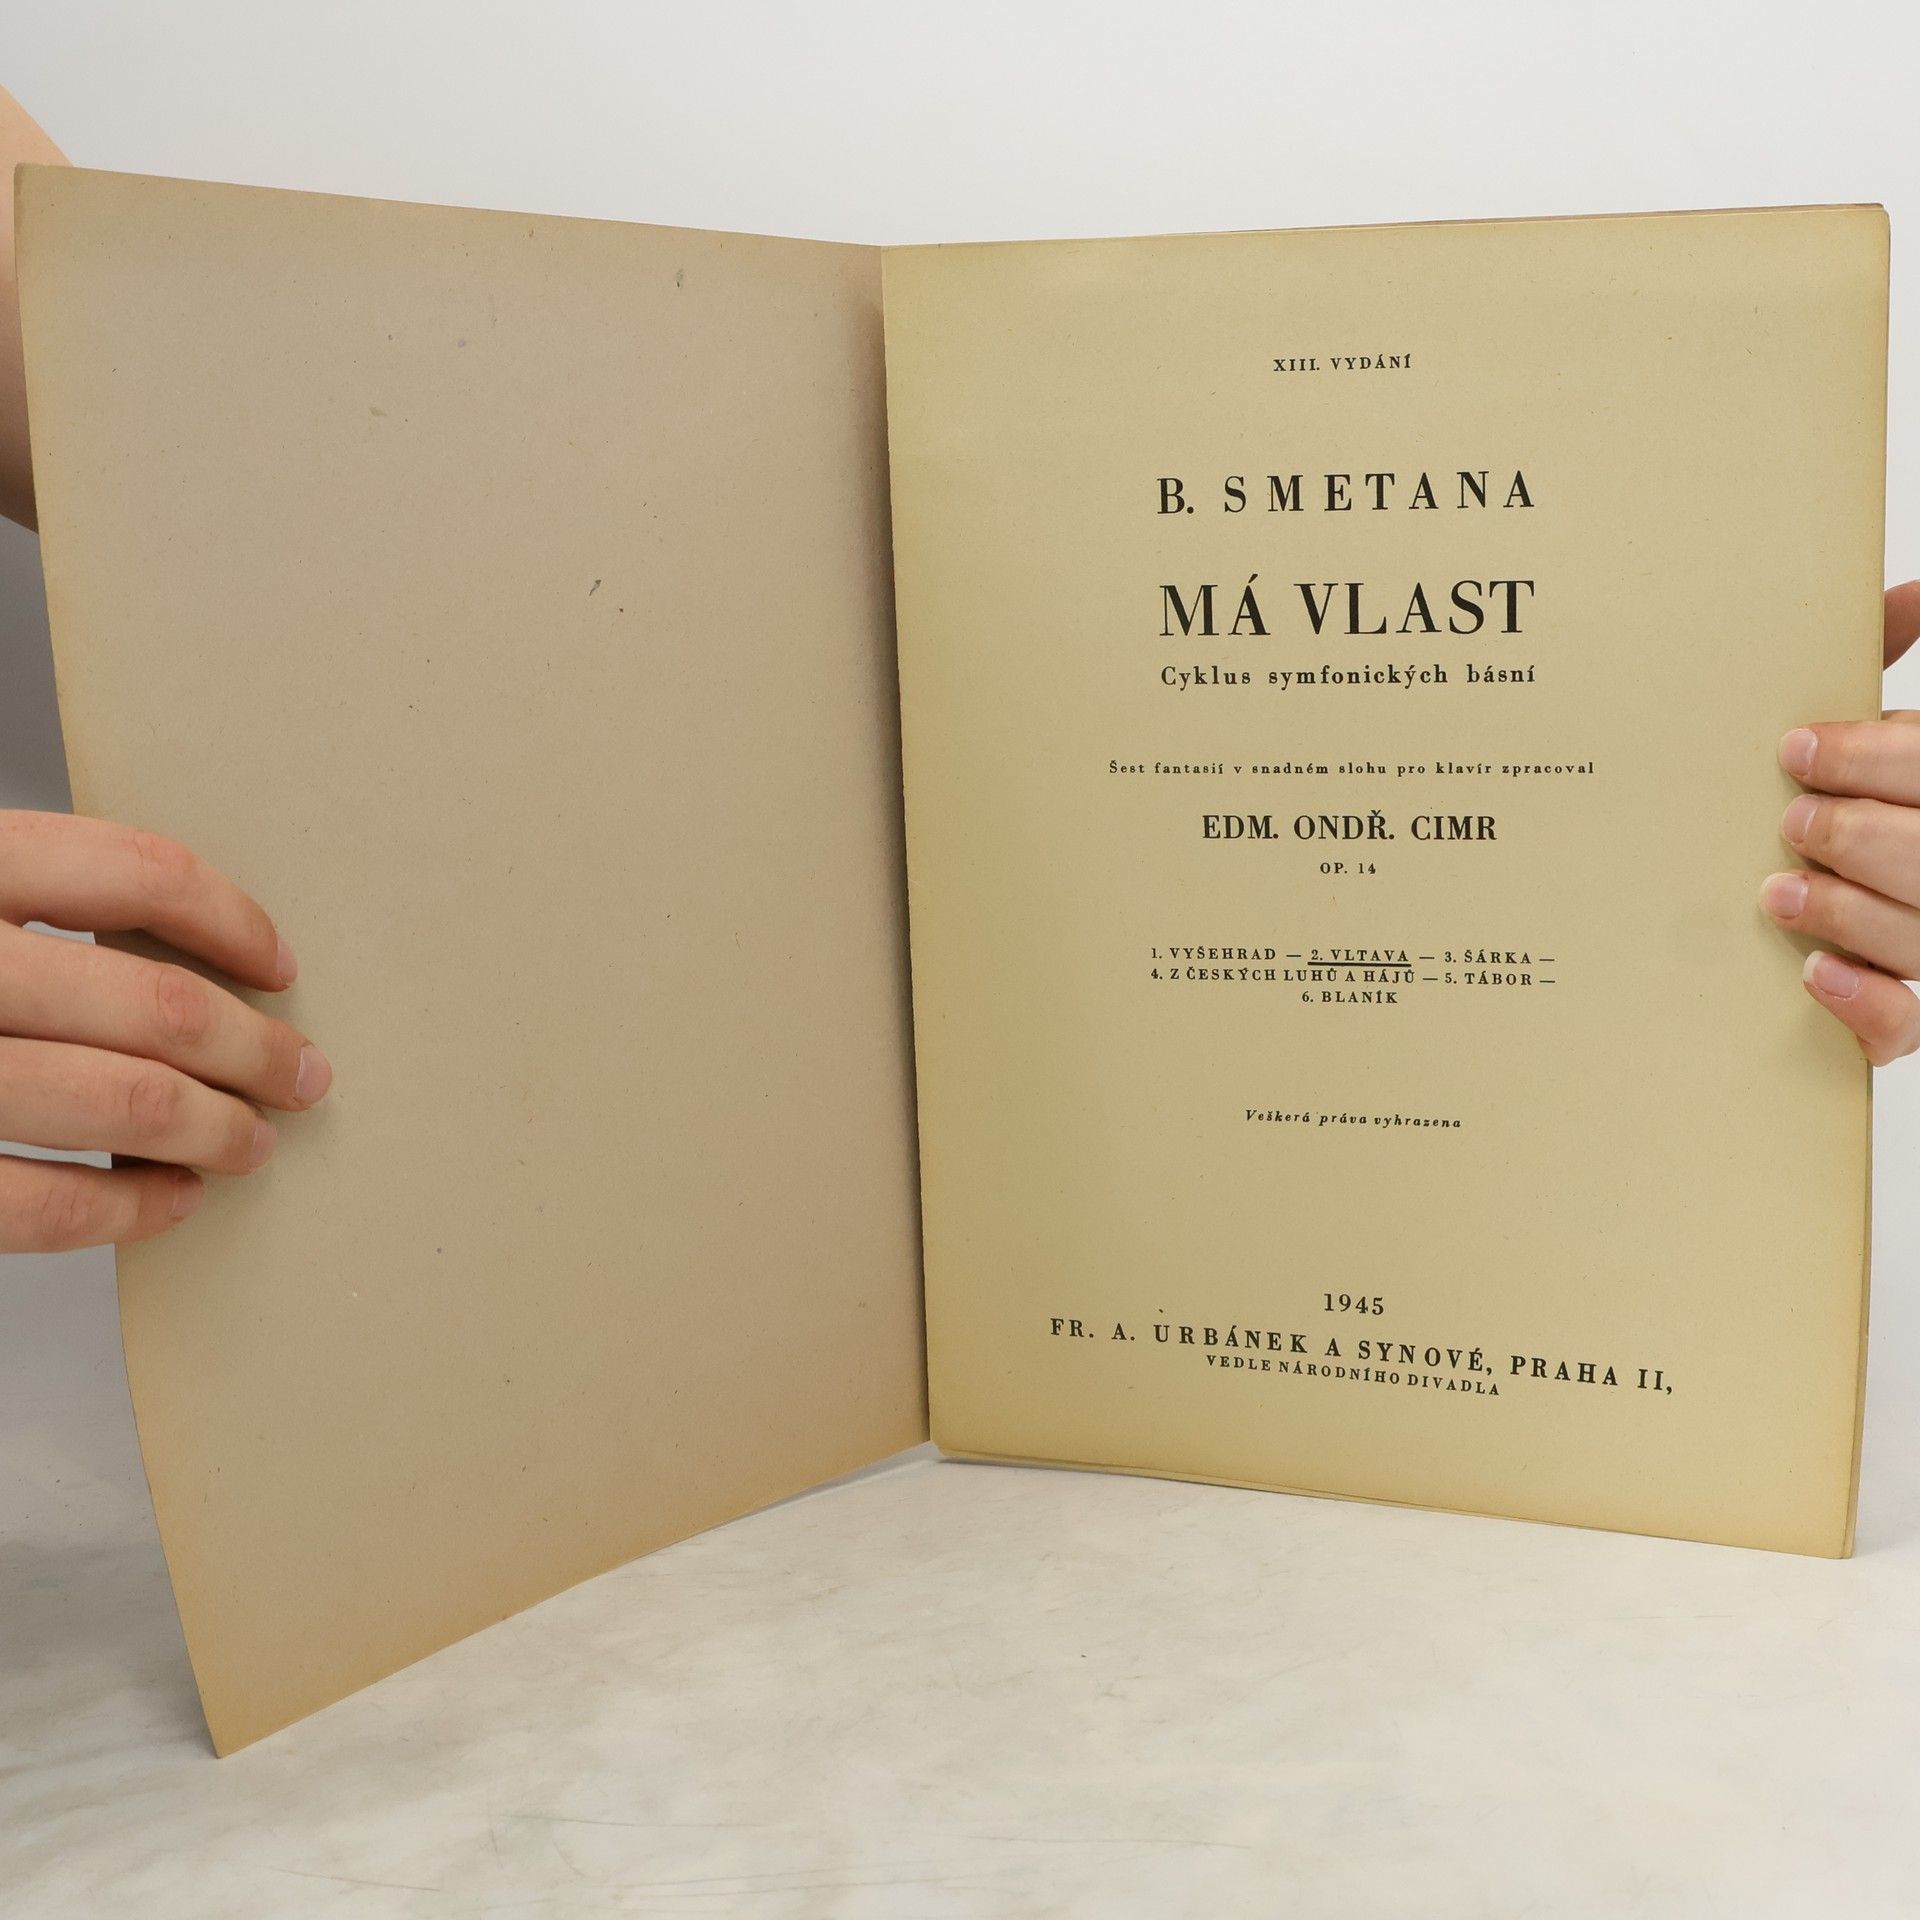 XIII. VYDÁNÍ
B. SMETANA
MÁ VLAST
Cyklus symfonických básní
Šest fantasií v snadném slohu pro klavír zpracoval
EDM. ONDŘ. CIMR
OP. 14
1. VYŠEHRAD — 2. VLTAVA — 3. ŠÁRKA —
4. Z ČESKÝCH LUHŮ A HÁJŮ — 5. TÁBOR —
6. BLANÍK
Veškerá práva vyhrazena
1945
FR. A. URBÁNEK A SYNOVÉ, PRAHA II,
VEDLE NÁRODNÍHO DIVADLA